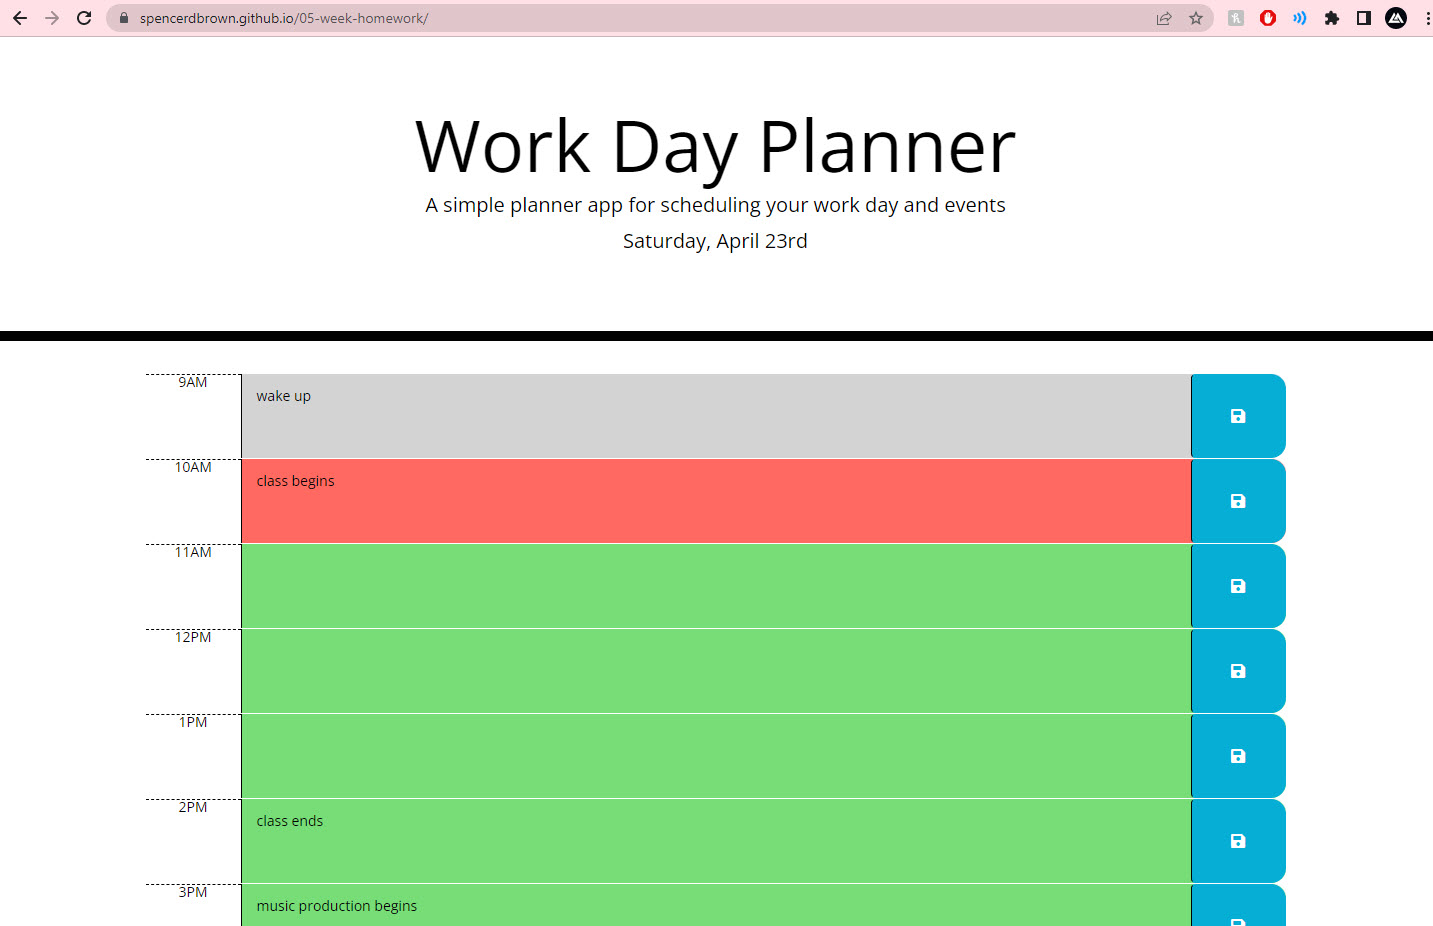 spencerdbrown.github.io/05-week-homework/
Work Day Planner
A simple planner app for scheduling your work day and events
Saturday, April 23rd
9AM
wake up
10AM
class begins
11AM
12PM
1PM
2PM
class ends
3PM
music production begins